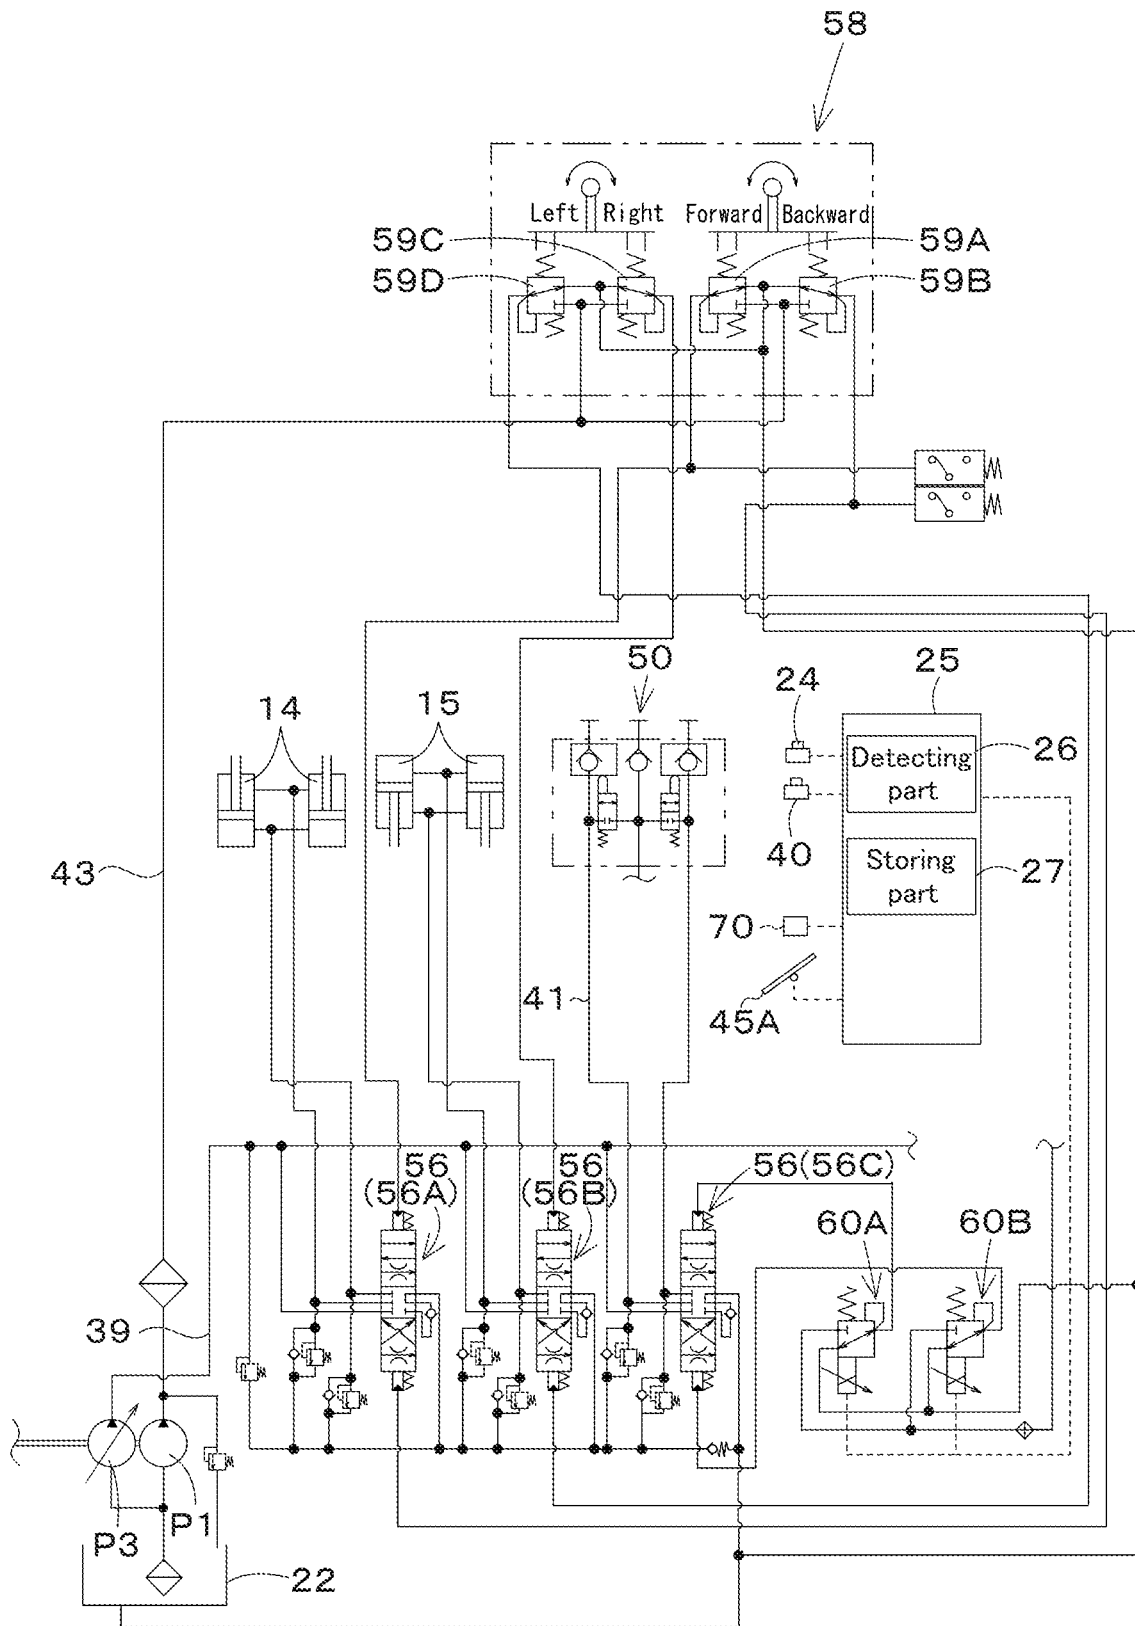 58
Left Right Forward Backward
59C 59A
59D 59B
50
25
24
14 15
26
Detecting
part
40
43
27
Storing
part
70
41
45A
56 56 56(56C)
(56A) (56B)
60A 60B
39
P3 P1
22